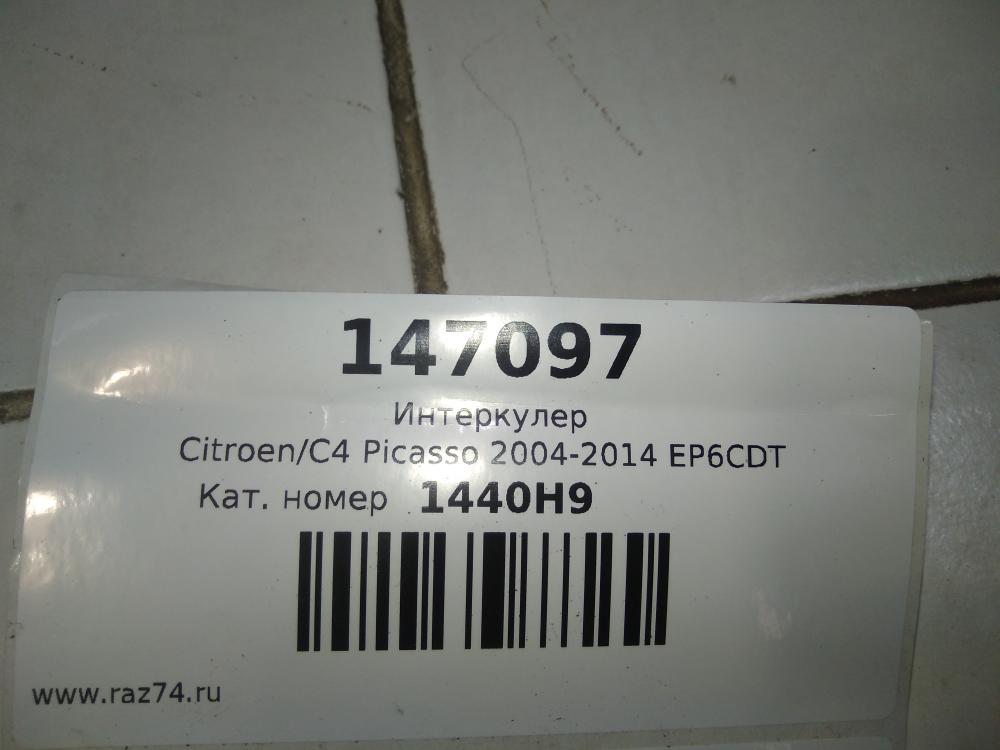 147097
Интеркулер
Citroen/C4 Picasso 2004-2014 EP6CDT
Кат. номер 1440H9
www.raz74.ru